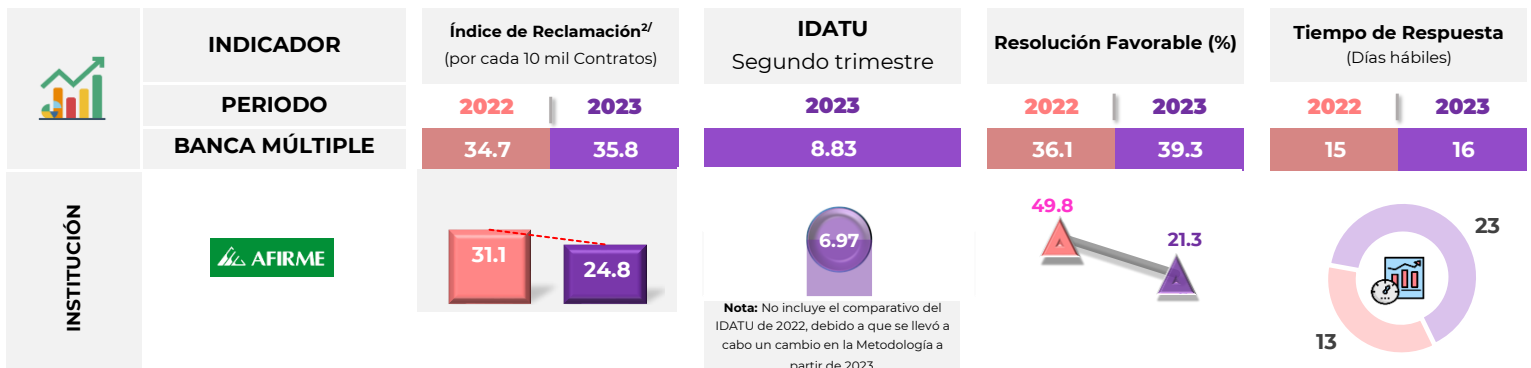 INDICADOR
Índice de Reclamación2/
(por cada 10 mil Contratos)
IDATU
Segundo trimestre
Resolución Favorable (%)
Tiempo de Respuesta
(Días hábiles)
PERIODO
2022 2023
2023
2022 2023
2022 2023
BANCA MÚLTIPLE
34.7 35.8
8.83
36.1 39.3
15 16
INSTITUCIÓN
AFIRME
31.1
24.8
6.97
Nota: No incluye el comparativo del
IDATU de 2022, debido a que se llevó a
cabo un cambio en la Metodología a
partir de 2023
49.8
21.3
23
13